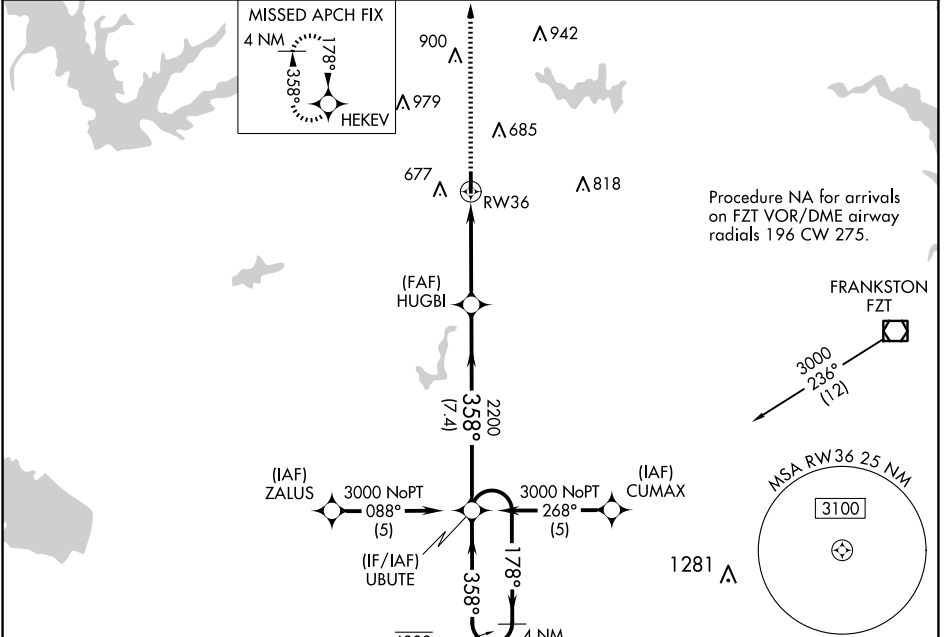 MISSED APCH FIX
4 NM
178°
358°
HEKEV
900
942
979
685
677
818
RW36
Procedure NA for arrivals
on FZT VOR/DME airway
radials 196 CW 275.
(FAF)
HUGBI
FRANKSTON
FZT
3000
236°
(12)
2200
358°
(7.4)
(IAF)
ZALUS
3000 NoPT
088°
(5)
3000 NoPT
268°
(5)
(IAF)
CUMAX
(IF/IAF)
UBUTE
358°
178°
4 NM
MSA RW36 25 NM
3100
1281